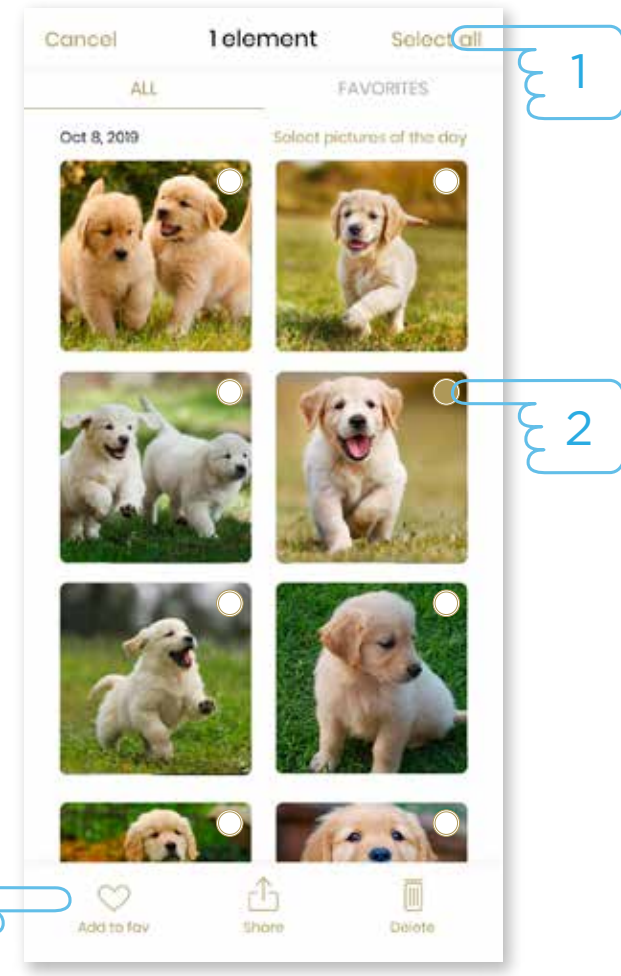 Cancel 1 element Select all
1
ALL FAVORITES
Oct 8, 2019 Select pictures of the day
2
Add to fav Share Delete